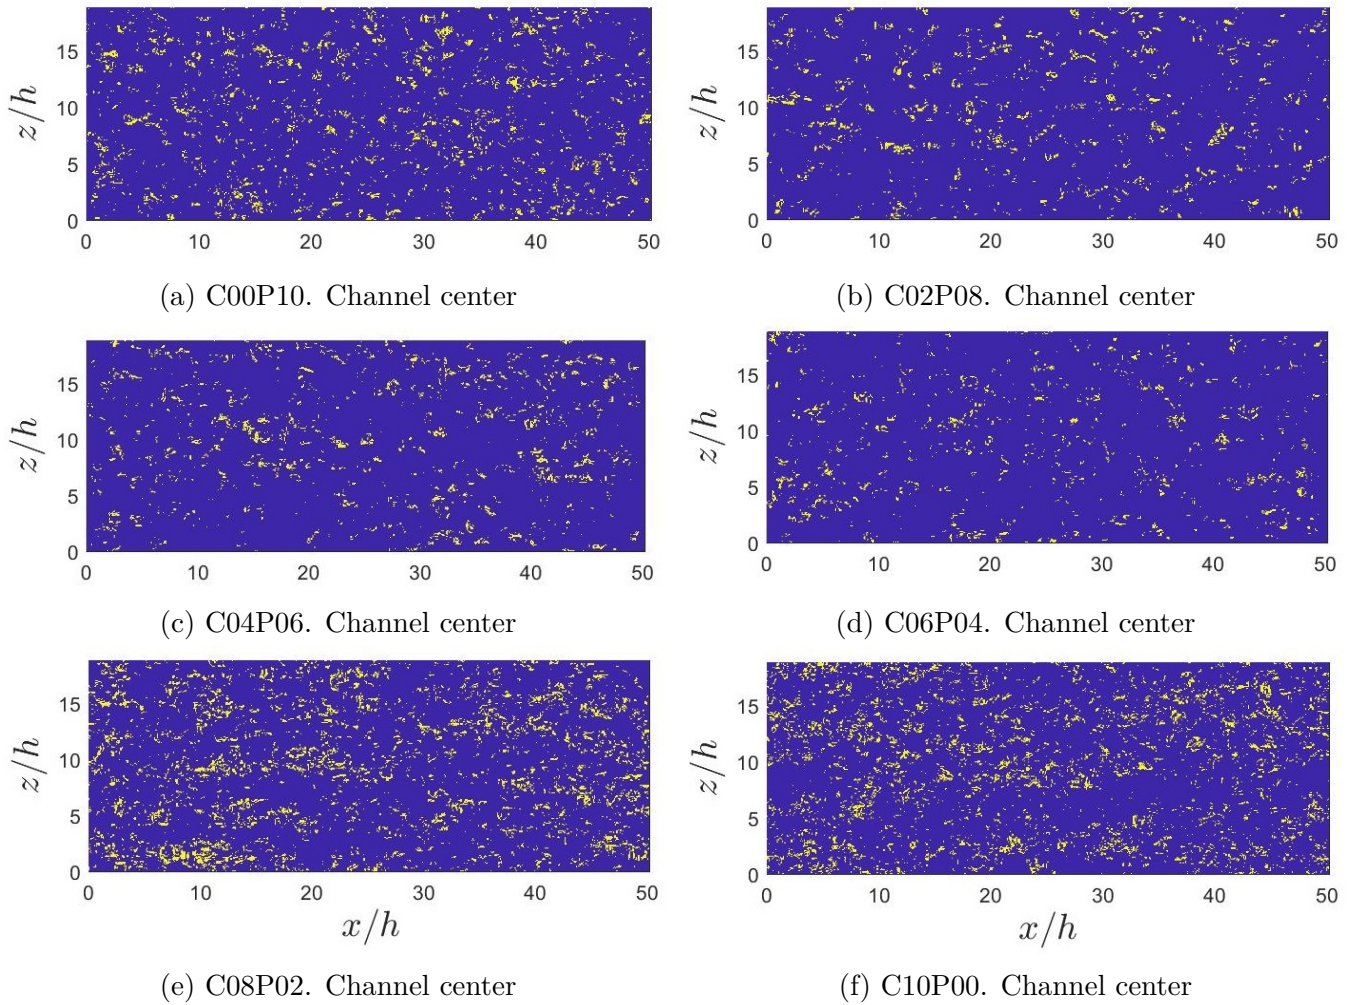 z/h
15
10
5
0
0 10 20 30 40 50
(a) C00P10. Channel center
z/h
15
10
5
0
0 10 20 30 40 50
(b) C02P08. Channel center
z/h
15
10
5
0
0 10 20 30 40 50
(c) C04P06. Channel center
z/h
15
10
5
0
0 10 20 30 40 50
(d) C06P04. Channel center
z/h
15
10
5
0
0 10 20 30 40 50
x/h
(e) C08P02. Channel center
z/h
15
10
5
0
0 10 20 30 40 50
x/h
(f) C10P00. Channel center